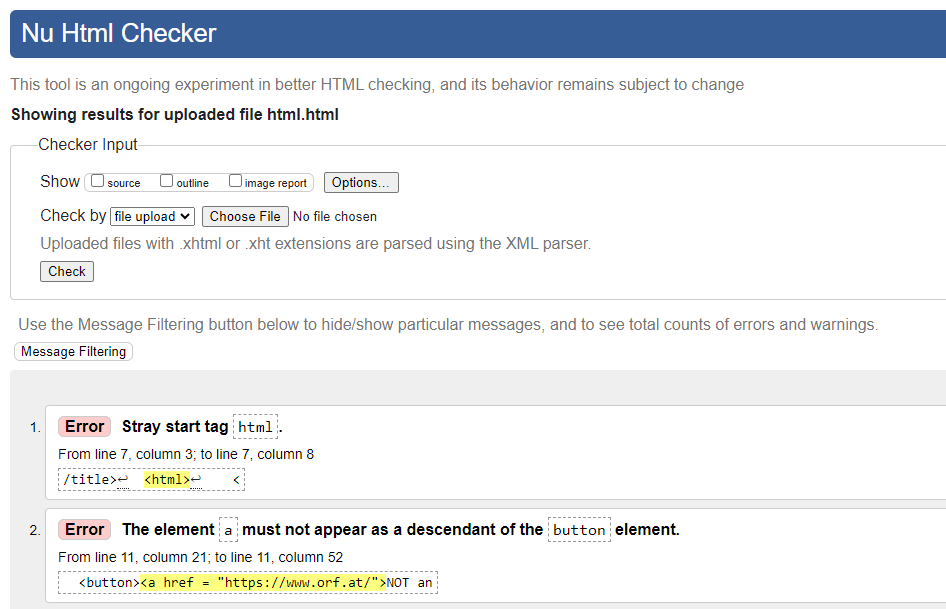 Nu Html Checker
This tool is an ongoing experiment in better HTML checking, and its behavior remains subject to change
Showing results for uploaded file html.html
Checker Input
Show source outline image report Options...
Check by file upload Choose File No file chosen
Uploaded files with .xhtml or .xht extensions are parsed using the XML parser.
Check
Use the Message Filtering button below to hide/show particular messages, and to see total counts of errors and warnings.
Message Filtering
1. Error Stray start tag html.
From line 7, column 3; to line 7, column 8
/title>↩ <html>↩ <
2. Error The element a must not appear as a descendant of the button element.
From line 11, column 21; to line 11, column 52
<button><a href = "https://www.orf.at/">NOT an